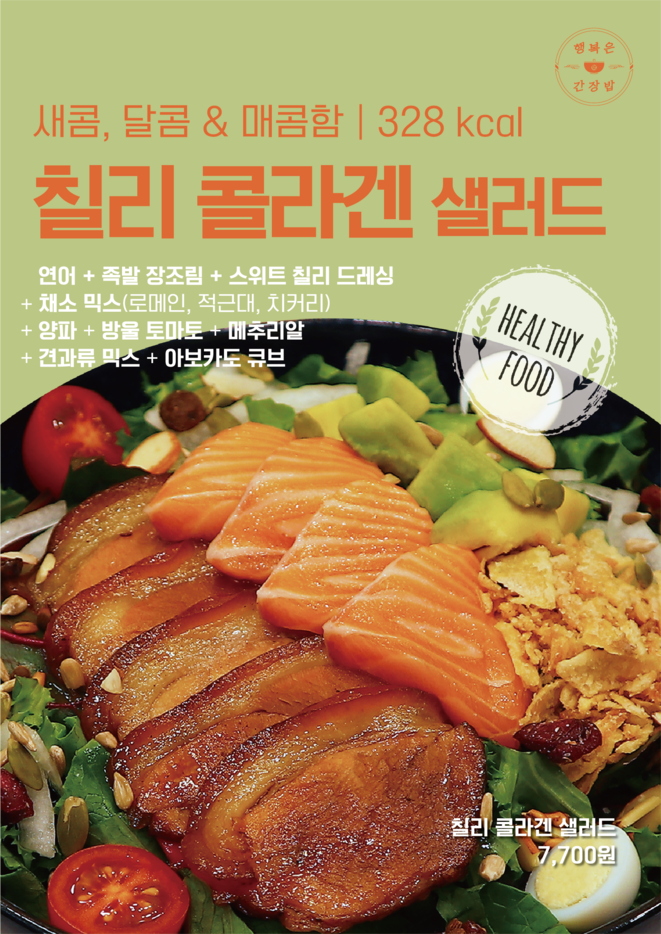 행복은
간장밥
새콤, 달콤 & 매콤함 | 328 kcal
칠리 콜라겐 샐러드
연어 + 족발 장조림 + 스위트 칠리 드레싱
+ 채소 믹스(로메인, 적근대, 치커리)
+ 양파 + 방울 토마토 + 메추리알
+ 견과류 믹스 + 아보카도 큐브
HEALTHY
FOOD
칠리 콜라겐 샐러드
7,700원